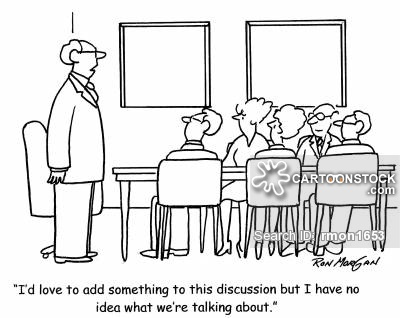 CARTOONSTOCK
.com
Search ID: rmon1653
RON MORGAN
"I'd love to add something to this discussion but I have no
idea what we're talking about."